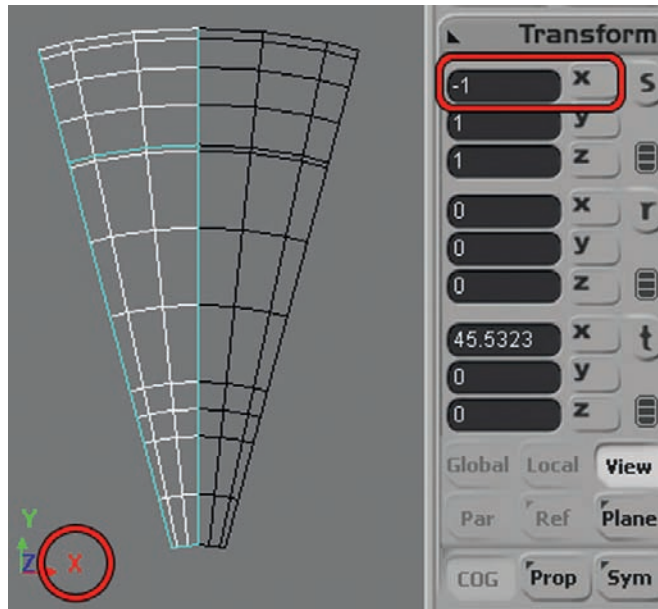 Transform
-1 x S
1 y
1 z
0 x r
0 y
0 z
45.5323 x t
0 y
0 z
Global Local View
Par Ref Plane
COG Prop Sym
Y
Z X